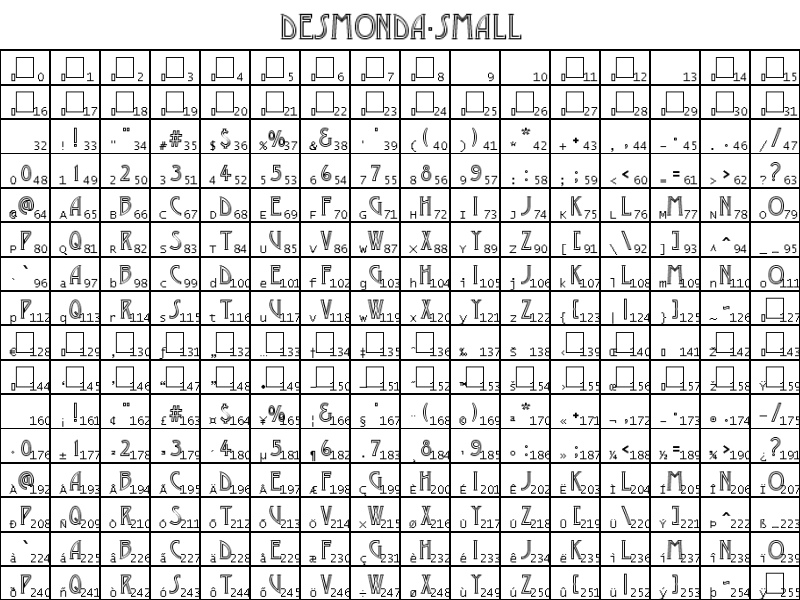 DESMONDA·SMALL
0 1 2 3 4 5 6 7 8 9 10 11 12 13 14 15
16 17 18 19 20 21 22 23 24 25 26 27 28 29 30 31
32 ! ! 33 " " 34 # # 35 $ $ 36 % % 37 & & 38 ' ' 39 ( ( 40 ) ) 41 * * 42 + + 43 , , 44 - - 45 . . 46 / / 47
0 0 48 1 1 49 2 2 50 3 3 51 4 4 52 5 5 53 6 6 54 7 7 55 8 8 56 9 9 57 : : 58 ; ; 59 < < 60 = = 61 > > 62 ? ? 63
@ @ 64 A A 65 B B 66 C C 67 D D 68 E E 69 F F 70 G G 71 H H 72 I I 73 J J 74 K K 75 L L 76 M M 77 N N 78 O O 79
P P 80 Q Q 81 R R 82 S S 83 T T 84 U U 85 V V 86 W W 87 X X 88 Y Y 89 Z Z 90 [ [ 91 \ \ 92 ] ] 93 ^ ^ 94 _ _ 95
` ` 96 a A 97 b B 98 c C 99 d D 100 e E 101 f F 102 g G 103 h H 104 i I 105 j J 106 k K 107 l L 108 m M 109 n N 110 o O 111
p P 112 q Q 113 r R 114 s S 115 t T 116 u U 117 v V 118 w W 119 x X 120 y Y 121 z Z 122 { [ 123 | | 124 } ] 125 ~ ~ 126 127
€ 128 129 ‚ 130 ƒ 131 „ 132 … 133 † 134 ‡ 135 ˆ 136 ‰ 137 Š 138 ‹ 139 Œ 140 141 Ž 142 143
144 ‘ 145 ’ 146 “ 147 ” 148 • 149 – 150 — 151 ˜ 152 ™ 153 š 154 › 155 œ 156 157 ž 158 Ÿ 159
160 ¡ ! 161 ¢ " 162 £ # 163 ¤ $ 164 ¥ % 165 ¦ & 166 § ' 167 ¨ ( 168 © ) 169 ª * 170 « + 171 ¬ , 172 - - 173 ® . 174 ¯ / 175
° 0 176 ± 1 177 ² 2 178 ³ 3 179 ´ 4 180 µ 5 181 ¶ 6 182 · 7 183 ¸ 8 184 ¹ 9 185 º : 186 » ; 187 ¼ < 188 ½ = 189 ¾ > 190 ¿ ? 191
À @ 192 Á A 193 Â B 194 Ã C 195 Ä D 196 Å E 197 Æ F 198 Ç G 199 È H 200 É I 201 Ê J 202 Ë K 203 Ì L 204 Í M 205 Î N 206 Ï O 207
Ð P 208 Ñ Q 209 Ò R 210 Ó S 211 Ô T 212 Õ U 213 Ö V 214 × W 215 Ø X 216 Ù Y 217 Ú Z 218 Û [ 219 Ü \ 220 Ý ] 221 Þ ^ 222 ß _ 223
à ` 224 á A 225 â B 226 ã C 227 ä D 228 å E 229 æ F 230 ç G 231 è H 232 é I 233 ê J 234 ë K 235 ì L 236 í M 237 î N 238 ï O 239
ð P 240 ñ Q 241 ò R 242 ó S 243 ô T 244 õ U 245 ö V 246 ÷ W 247 ø X 248 ù Y 249 ú Z 250 û [ 251 ü | 252 ý ] 253 þ ~ 254 ÿ 255